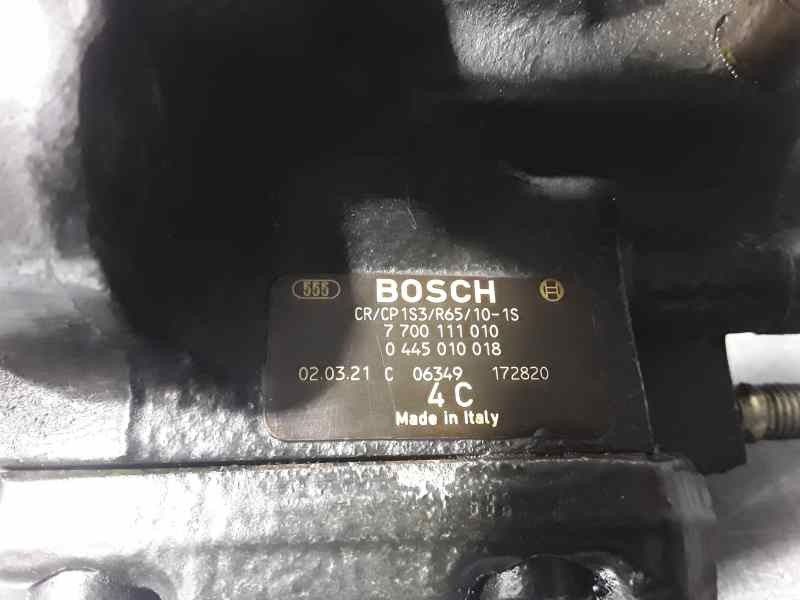 555 BOSCH
CR/CP1S3/R65/10-1S
7 700 111 010
0 445 010 018
02.03.21 C 06349 172820
4 C
Made in Italy